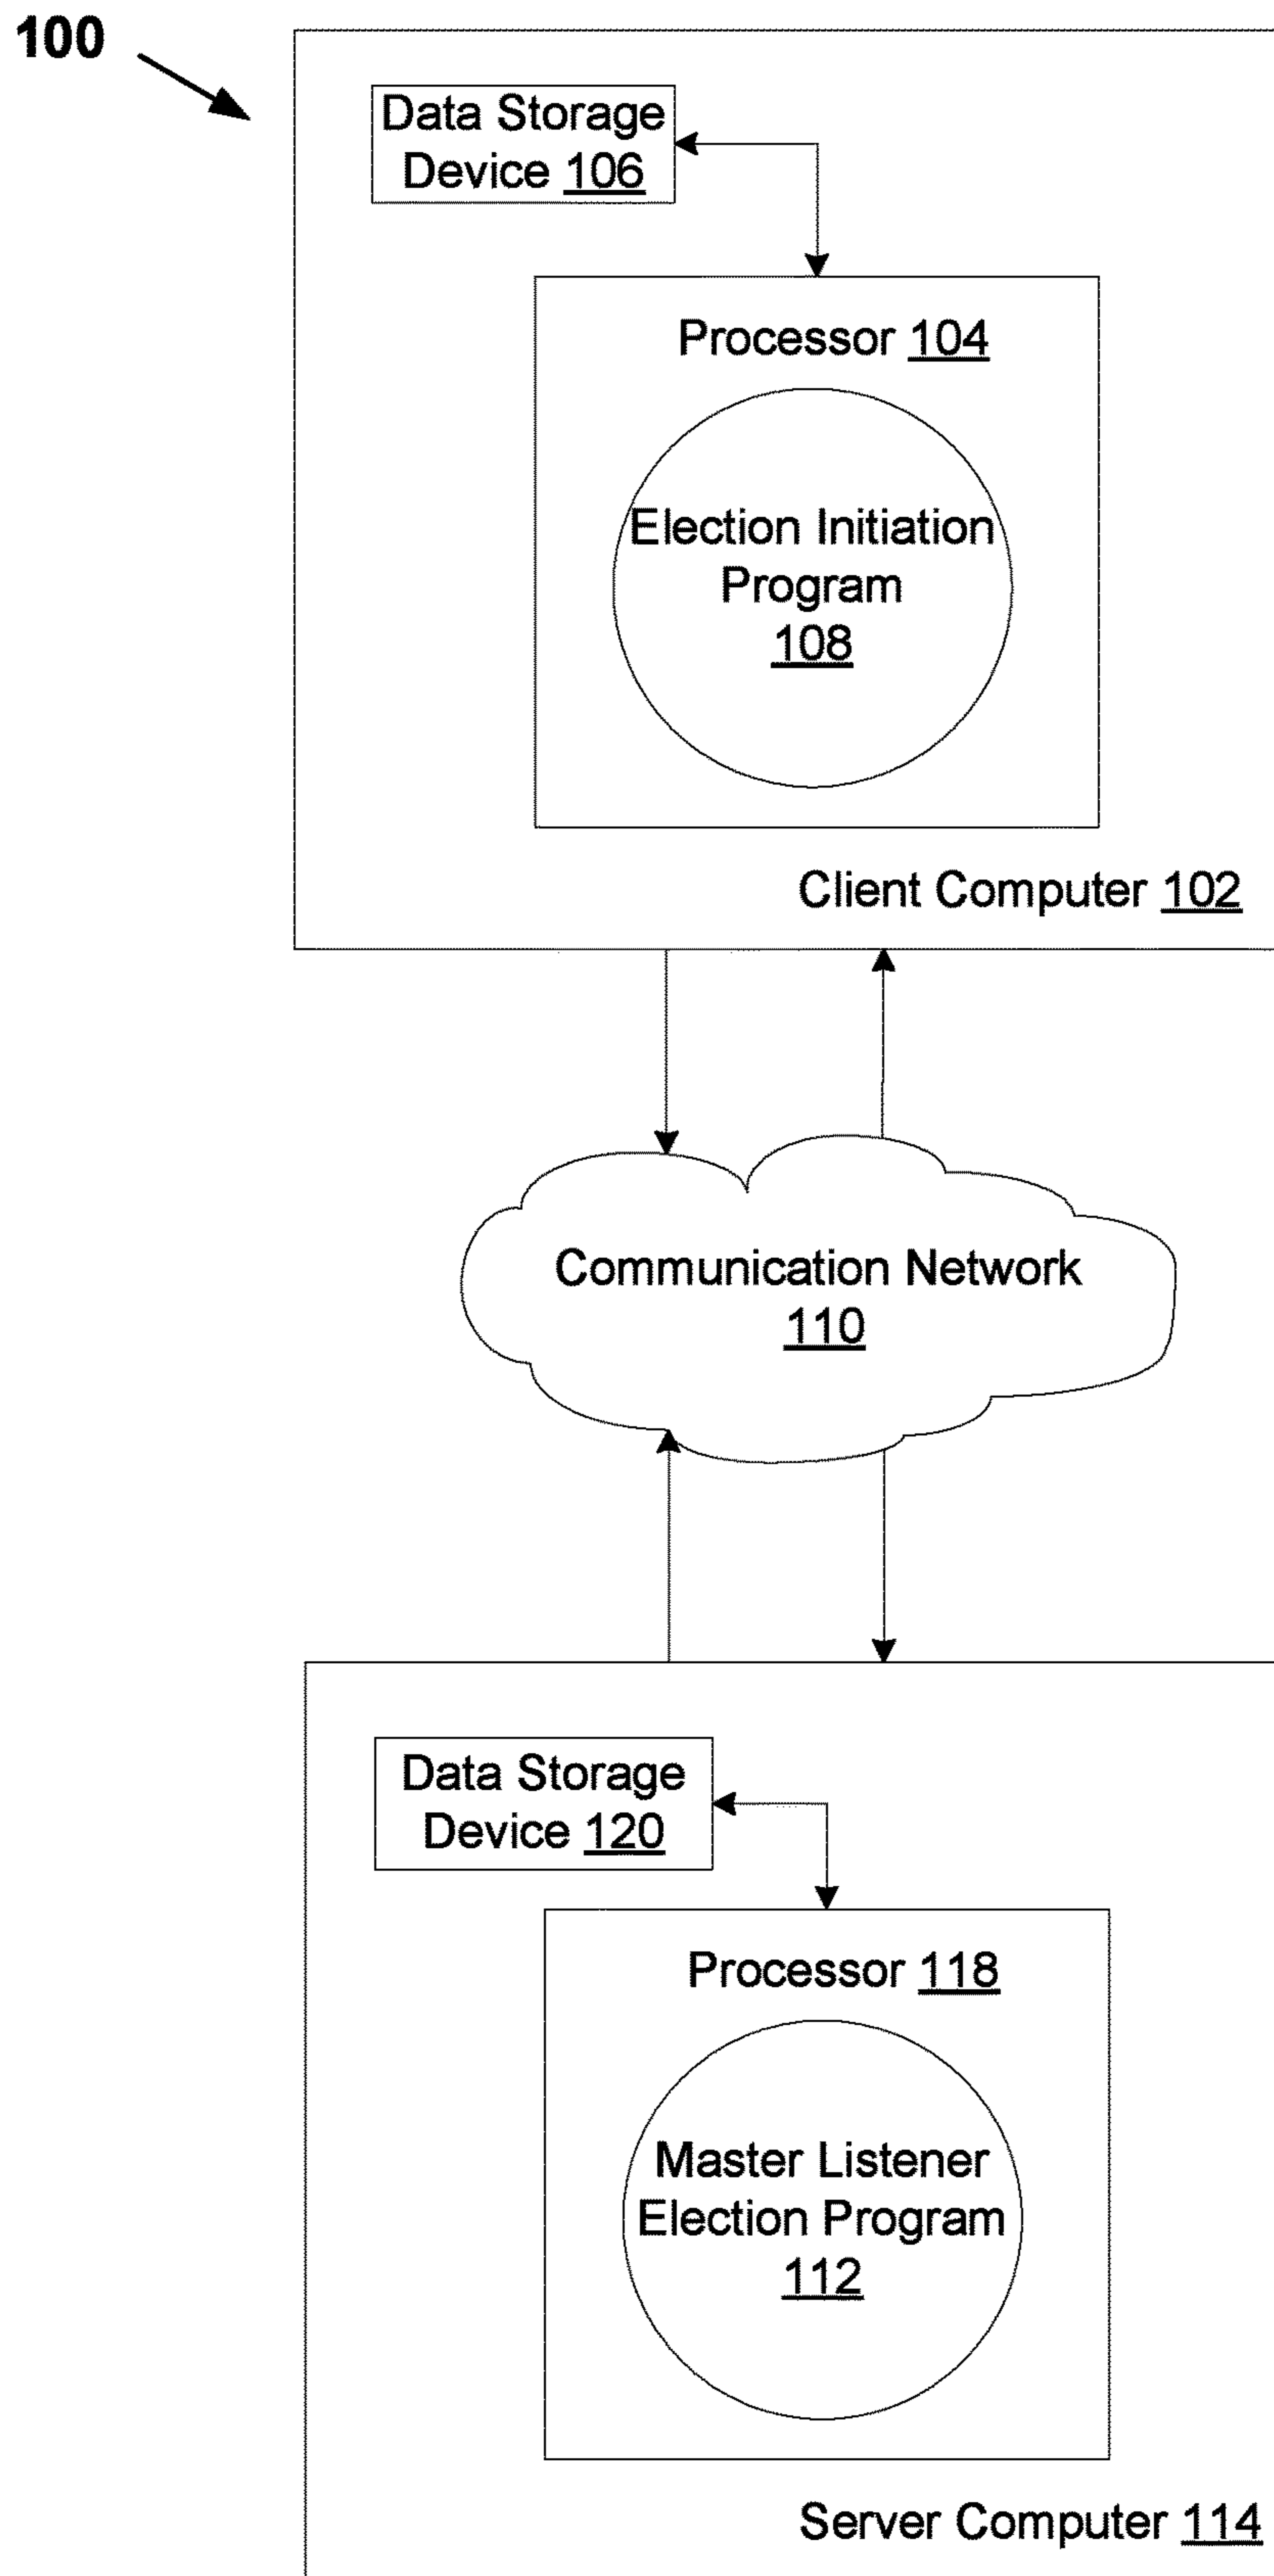 100
Data Storage
Device 106
Processor 104
Election Initiation
Program
108
Client Computer 102
Communication Network
110
Data Storage
Device 120
Processor 118
Master Listener
Election Program
112
Server Computer 114